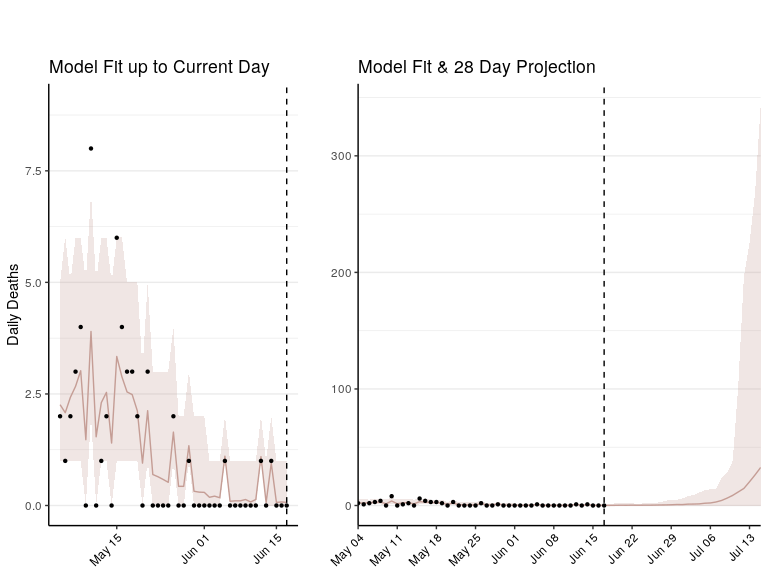 Model Fit up to Current Day
Model Fit & 28 Day Projection
Daily Deaths
7.5
5.0
2.5
0.0
May 15
Jun 01
Jun 15
300
200
100
0
May 04
May 11
May 18
May 25
Jun 01
Jun 08
Jun 15
Jun 22
Jun 29
Jul 06
Jul 13